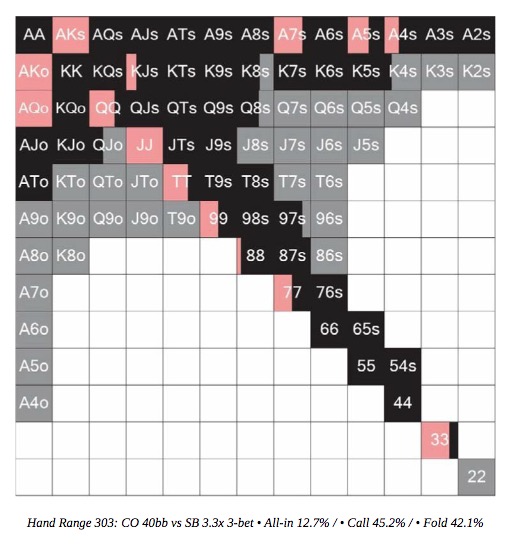 AA AKs AQs AJs ATs A9s A8s A7s A6s A5s A4s A3s A2s
AKo KK KQs KJs KTs K9s K8s K7s K6s K5s K4s K3s K2s
AQo KQo QQ QJs QTs Q9s Q8s Q7s Q6s Q5s Q4s
AJo KJo QJo JJ JTs J9s J8s J7s J6s J5s
ATo KTo QTo JTo TT T9s T8s T7s T6s
A9o K9o Q9o J9o T9o 99 98s 97s 96s
A8o K8o 88 87s 86s
A7o 77 76s
A6o 66 65s
A5o 55 54s
A4o 44
33
22
Hand Range 303: CO 40bb vs SB 3.3x 3-bet • All-in 12.7% / • Call 45.2% / • Fold 42.1%